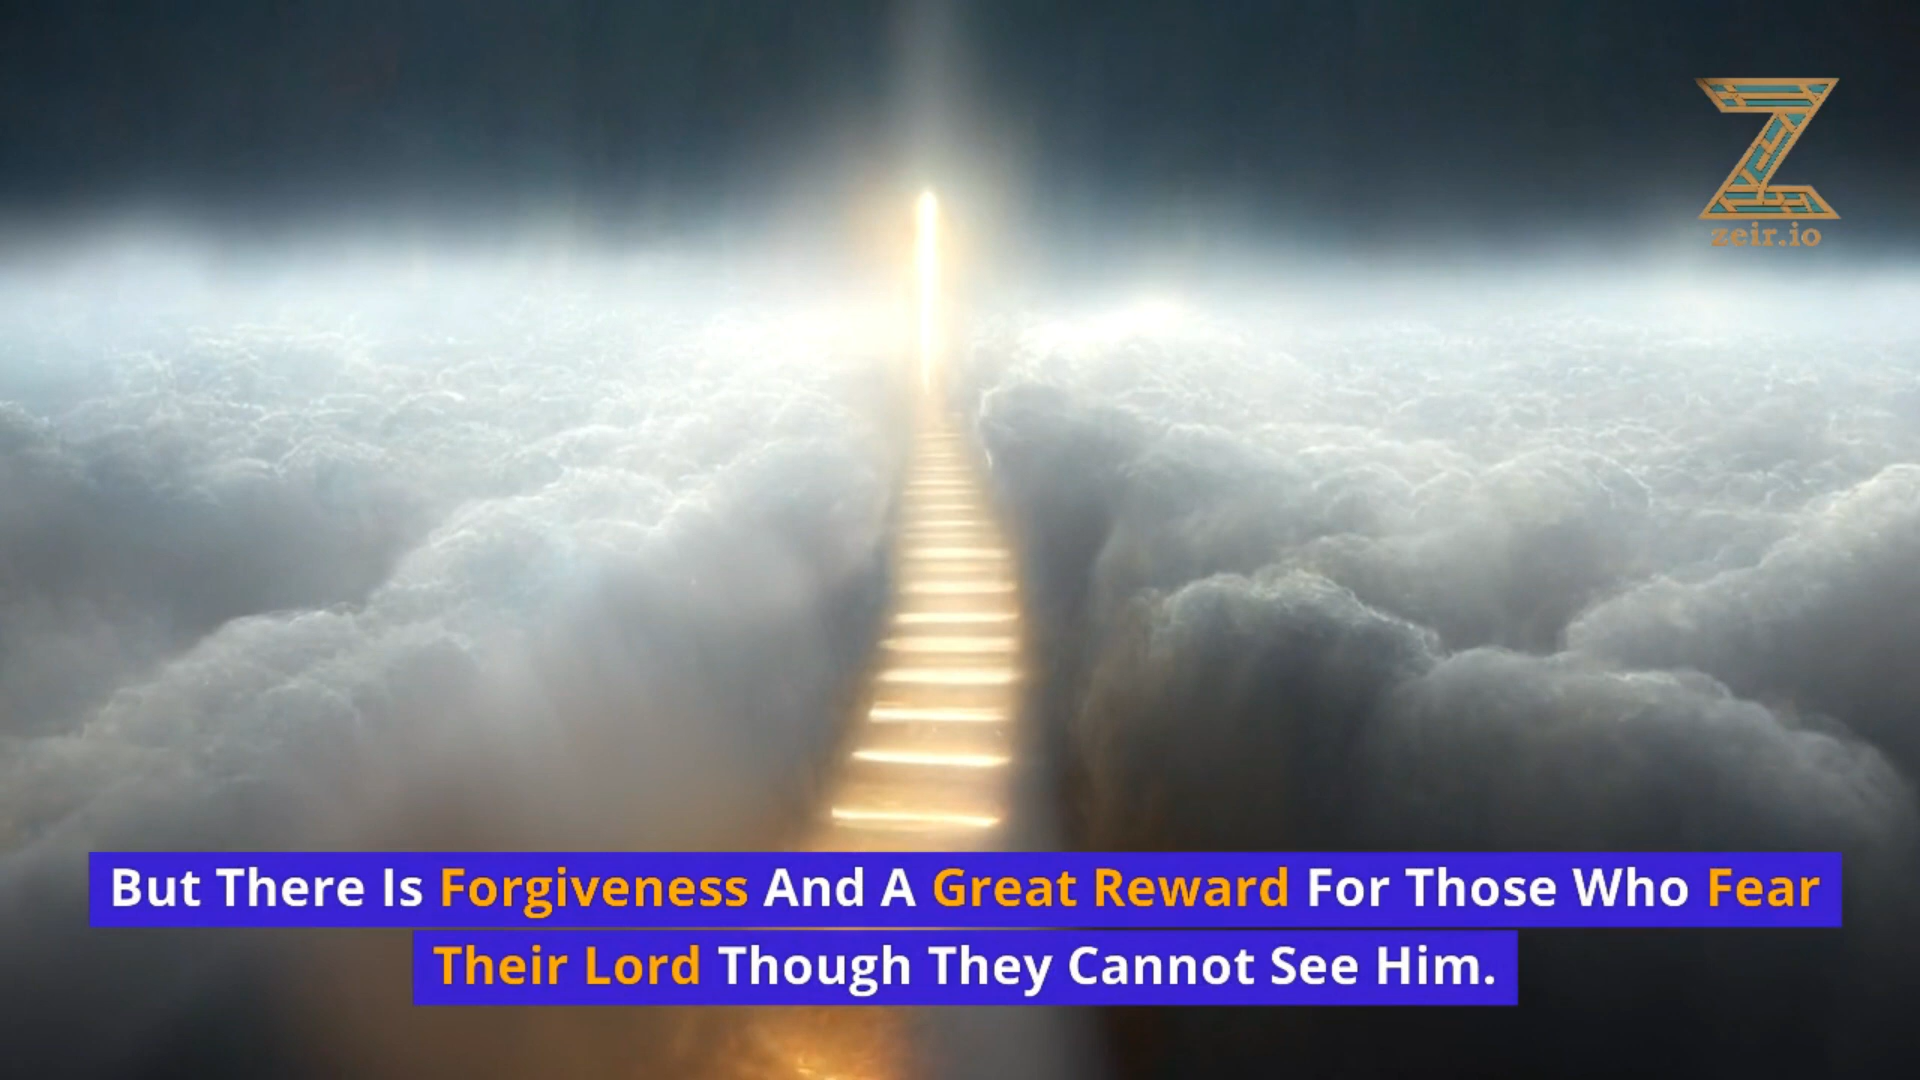 zeir.io
But There Is Forgiveness And A Great Reward For Those Who Fear
Their Lord Though They Cannot See Him.